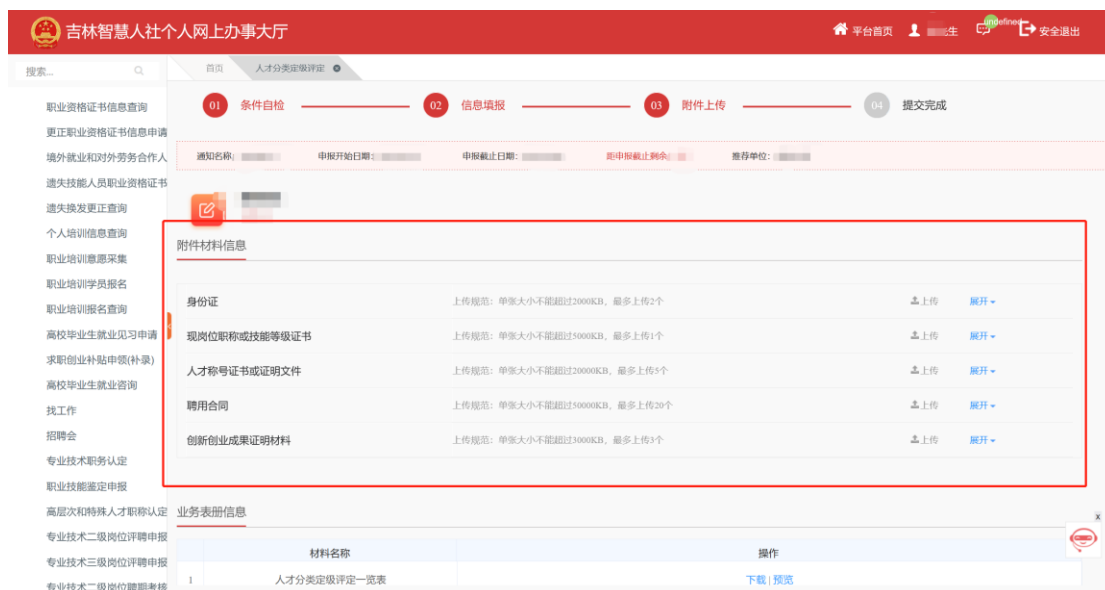 吉林智慧人社个人网上办事大厅
平台首页 生 undefined 安全退出
搜索...
首页 人才分类定级评定
01 条件自检 02 信息填报 03 附件上传 04 提交完成
通知名称: 申报开始日期: 申报截止日期: 距申报截止剩余: 推荐单位:
职业资格证书信息查询
更正职业资格证书信息申请
境外就业和对外劳务合作人
遗失技能人员职业资格证书
遗失换发更正查询
个人培训信息查询
职业培训意愿采集
职业培训学员报名
职业培训报名查询
高校毕业生就业见习申请
求职创业补贴申领(补录)
高校毕业生就业咨询
找工作
招聘会
专业技术职务认定
职业技能鉴定申报
高层次和特殊人才职称认定
专业技术二级岗位评聘申报
专业技术三级岗位评聘申报
专业技术二级岗位聘期考核
附件材料信息
身份证 上传规范：单张大小不能超过2000KB，最多上传2个 上传 展开
现岗位职称或技能等级证书 上传规范：单张大小不能超过5000KB，最多上传1个 上传 展开
人才称号证书或证明文件 上传规范：单张大小不能超过20000KB，最多上传5个 上传 展开
聘用合同 上传规范：单张大小不能超过50000KB，最多上传20个 上传 展开
创新创业成果证明材料 上传规范：单张大小不能超过3000KB，最多上传3个 上传 展开
业务表册信息
x
材料名称 操作
1 人才分类定级评定一览表 下载 | 预览